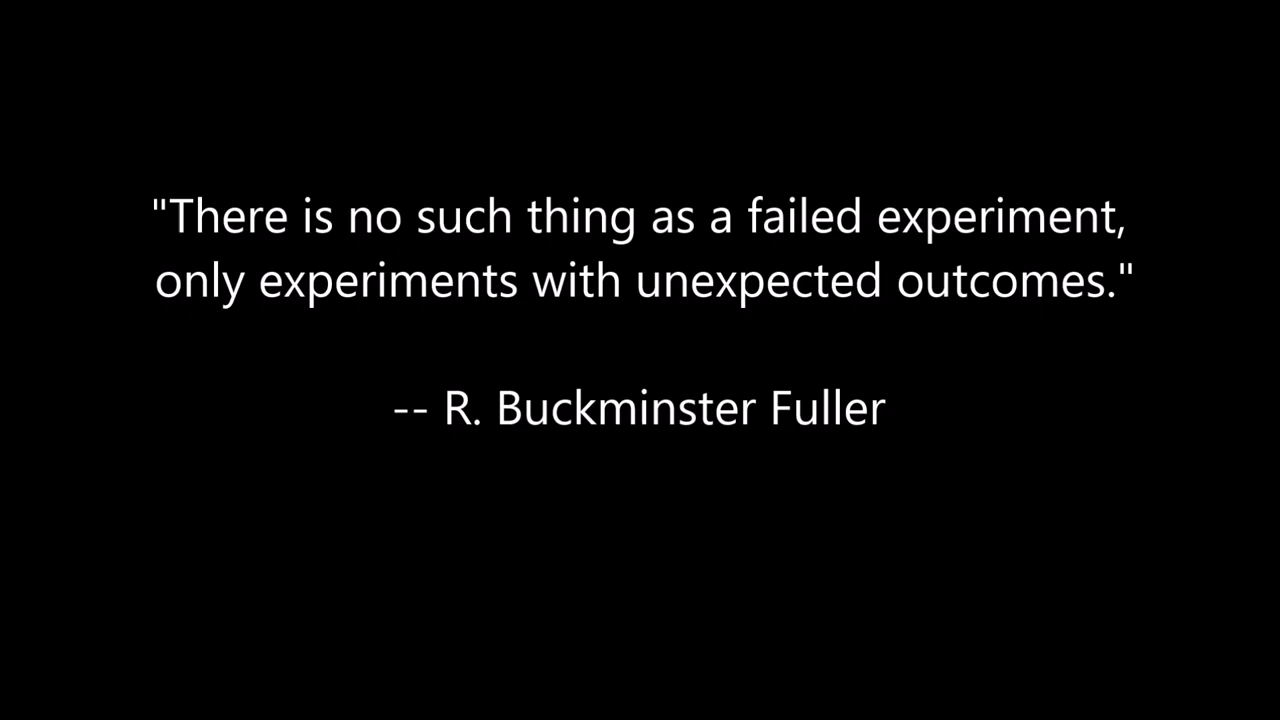 "There is no such thing as a failed experiment,
only experiments with unexpected outcomes."
-- R. Buckminster Fuller